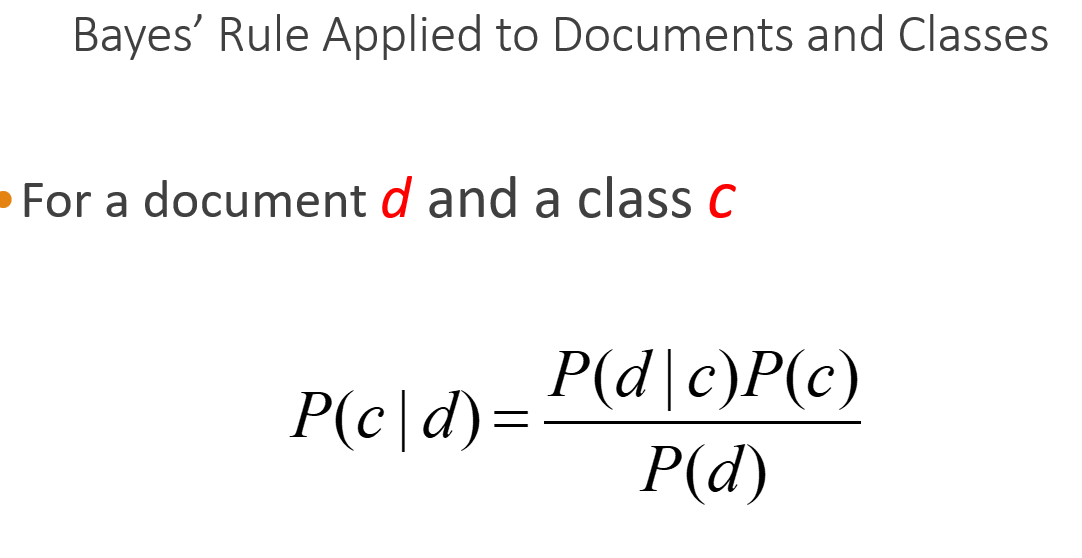 Bayes’ Rule Applied to Documents and Classes
•For a document d and a class c
P(c|d)=P(d|c)P(c)/P(d)